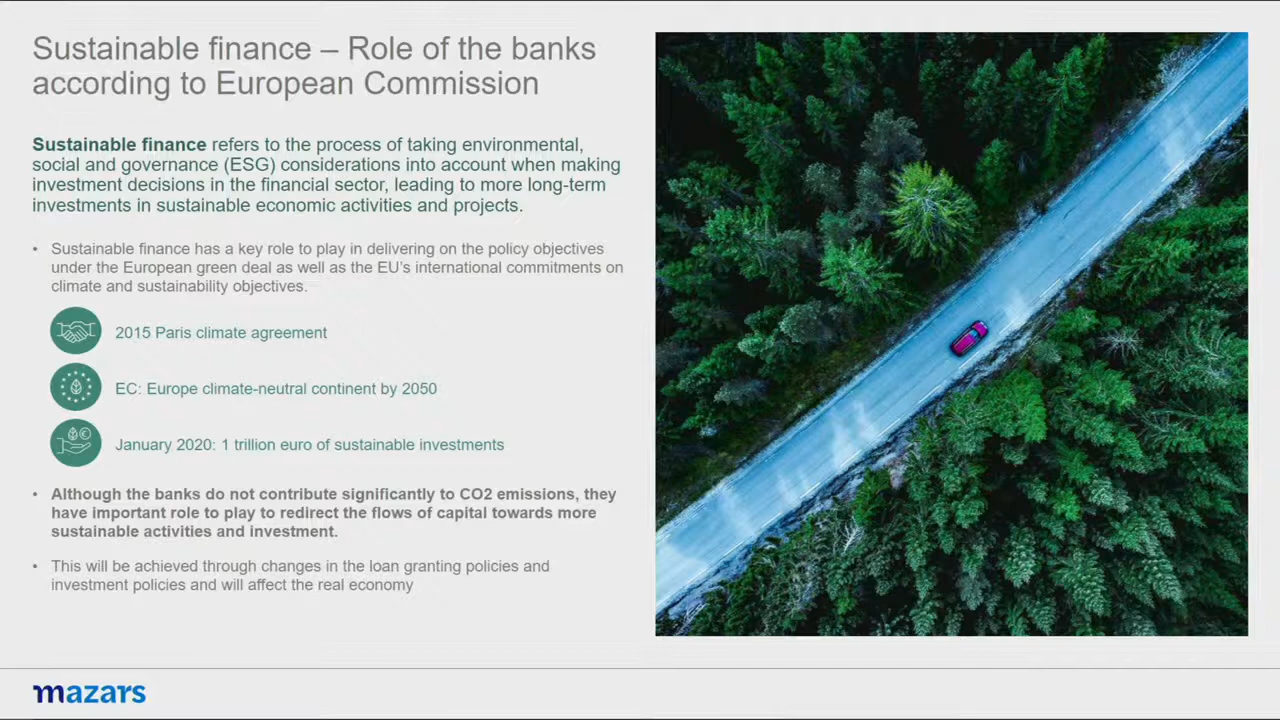 Sustainable finance – Role of the banks
according to European Commission
Sustainable finance refers to the process of taking environmental,
social and governance (ESG) considerations into account when making
investment decisions in the financial sector, leading to more long-term
investments in sustainable economic activities and projects.
• Sustainable finance has a key role to play in delivering on the policy objectives
under the European green deal as well as the EU's international commitments on
climate and sustainability objectives.
2015 Paris climate agreement
EC: Europe climate-neutral continent by 2050
January 2020: 1 trillion euro of sustainable investments
• Although the banks do not contribute significantly to CO2 emissions, they
have important role to play to redirect the flows of capital towards more
sustainable activities and investment.
• This will be achieved through changes in the loan granting policies and
investment policies and will affect the real economy
mazars